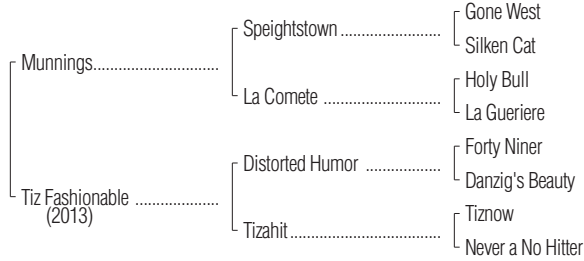 Gone West
Speightstown
Silken Cat
Munnings
Holy Bull
La Comete
La Gueriere
Forty Niner
Distorted Humor
Danzig's Beauty
Tiz Fashionable
(2013)
Tiznow
Tizahit
Never a No Hitter